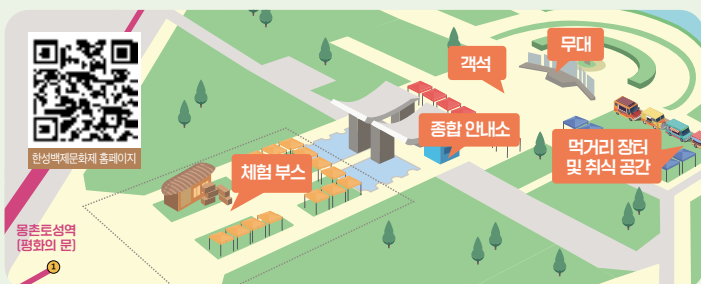 한성백제문화제 홈페이지
무대
객석
종합 안내소
먹거리 장터
및 취식 공간
체험 부스
몽촌토성역
(평화의 문)
1